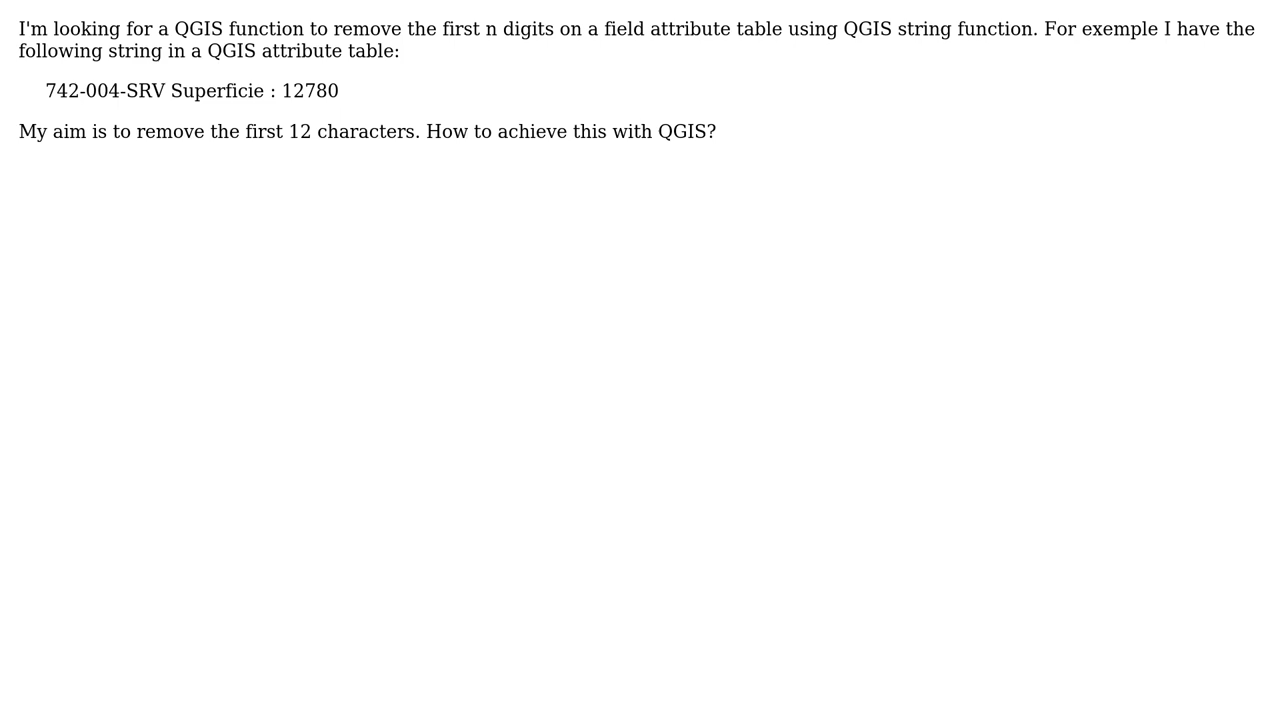 I'm looking for a QGIS function to remove the first n digits on a field attribute table using QGIS string function. For exemple I have the
following string in a QGIS attribute table:
742-004-SRV Superficie : 12780
My aim is to remove the first 12 characters. How to achieve this with QGIS?